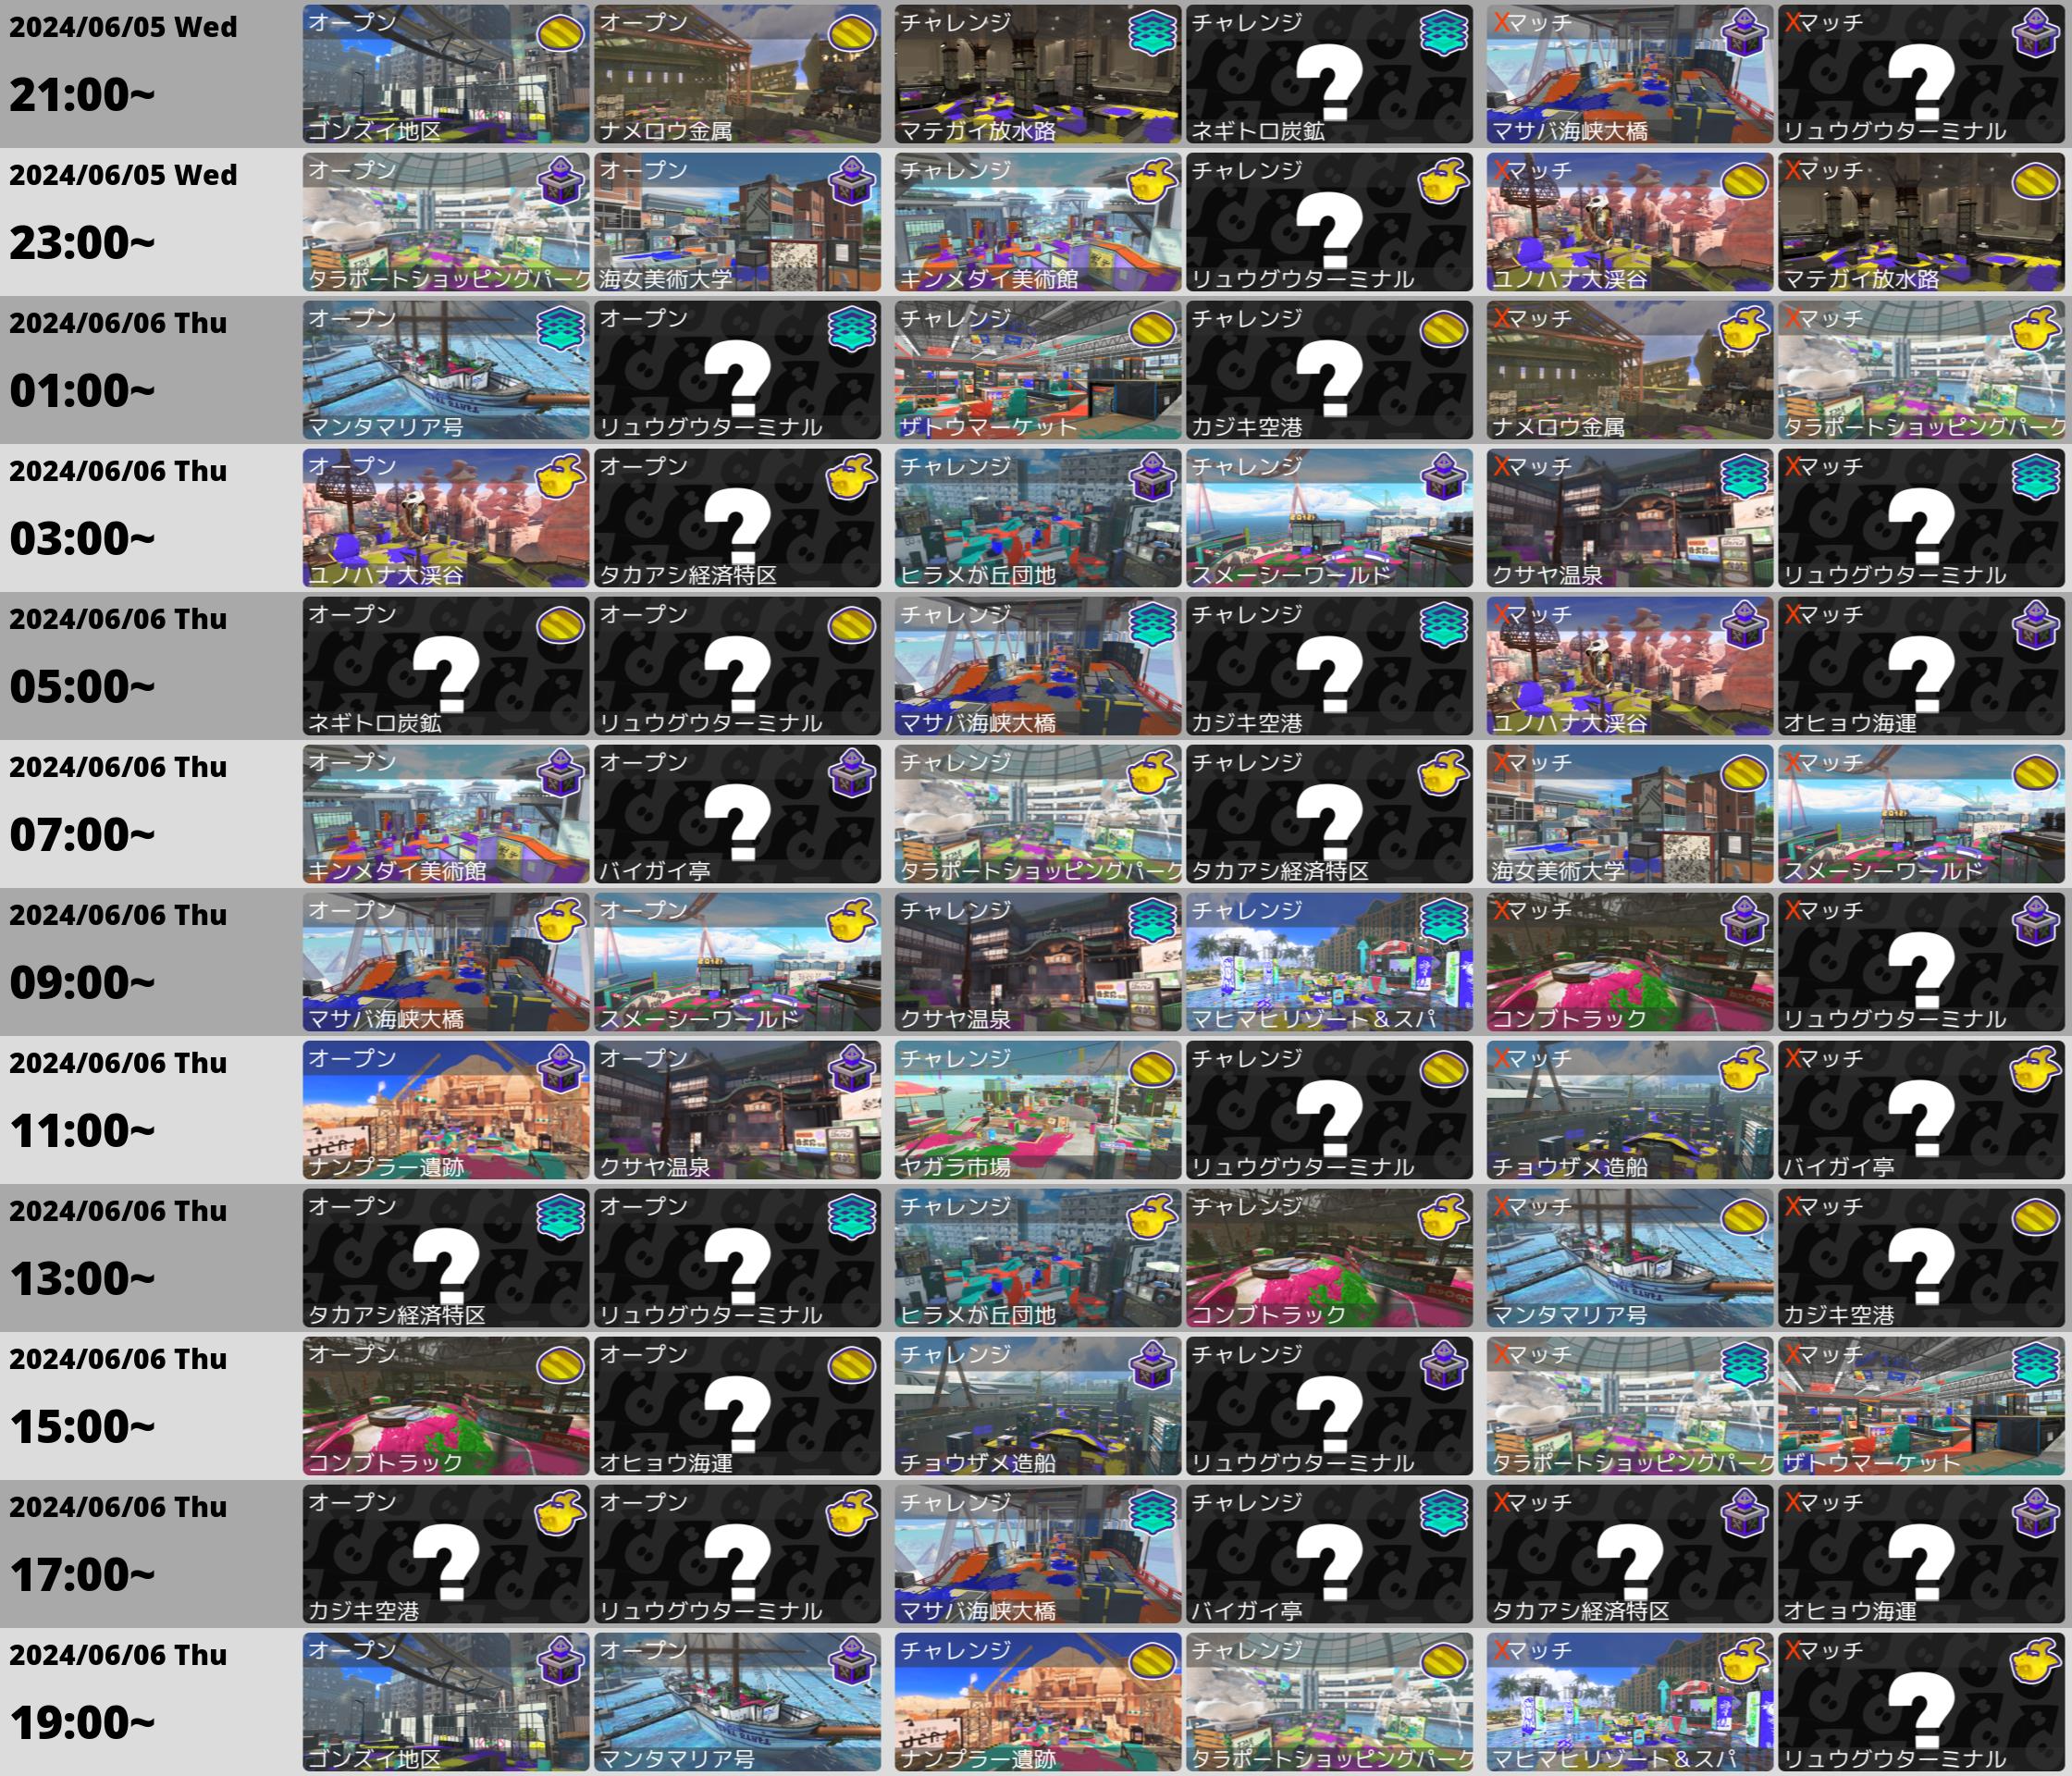 2024/06/05 Wed
21:00~
オープン
ゴンズイ地区
オープン
ナメロウ金属
チャレンジ
マテガイ放水路
チャレンジ
ネギトロ炭鉱
Xマッチ
マサバ海峡大橋
Xマッチ
リュウグウターミナル
2024/06/05 Wed
23:00~
オープン
タラポートショッピングパーク
オープン
海女美術大学
チャレンジ
キンメダイ美術館
チャレンジ
リュウグウターミナル
Xマッチ
ユノハナ大渓谷
Xマッチ
マテガイ放水路
2024/06/06 Thu
01:00~
オープン
マンタマリア号
オープン
リュウグウターミナル
チャレンジ
ザトウマーケット
チャレンジ
カジキ空港
Xマッチ
ナメロウ金属
Xマッチ
タラポートショッピングパーク
2024/06/06 Thu
03:00~
オープン
ユノハナ大渓谷
オープン
タカアシ経済特区
チャレンジ
ヒラメが丘団地
チャレンジ
スメーシーワールド
Xマッチ
クサヤ温泉
Xマッチ
リュウグウターミナル
2024/06/06 Thu
05:00~
オープン
ネギトロ炭鉱
オープン
リュウグウターミナル
チャレンジ
マサバ海峡大橋
チャレンジ
カジキ空港
Xマッチ
ユノハナ大渓谷
Xマッチ
オヒョウ海運
2024/06/06 Thu
07:00~
オープン
キンメダイ美術館
オープン
バイガイ亭
チャレンジ
タラポートショッピングパーク
チャレンジ
タカアシ経済特区
Xマッチ
海女美術大学
Xマッチ
スメーシーワールド
2024/06/06 Thu
09:00~
オープン
マサバ海峡大橋
オープン
スメーシーワールド
チャレンジ
クサヤ温泉
チャレンジ
マヒマヒリゾート＆スパ
Xマッチ
コンブトラック
Xマッチ
リュウグウターミナル
2024/06/06 Thu
11:00~
オープン
ナンプラー遺跡
オープン
クサヤ温泉
チャレンジ
ヤガラ市場
チャレンジ
リュウグウターミナル
Xマッチ
チョウザメ造船
Xマッチ
バイガイ亭
2024/06/06 Thu
13:00~
オープン
タカアシ経済特区
オープン
リュウグウターミナル
チャレンジ
ヒラメが丘団地
チャレンジ
コンブトラック
Xマッチ
マンタマリア号
Xマッチ
カジキ空港
2024/06/06 Thu
15:00~
オープン
コンブトラック
オープン
オヒョウ海運
チャレンジ
チョウザメ造船
チャレンジ
リュウグウターミナル
Xマッチ
タラポートショッピングパーク
Xマッチ
ザトウマーケット
2024/06/06 Thu
17:00~
オープン
カジキ空港
オープン
リュウグウターミナル
チャレンジ
マサバ海峡大橋
チャレンジ
バイガイ亭
Xマッチ
タカアシ経済特区
Xマッチ
オヒョウ海運
2024/06/06 Thu
19:00~
オープン
ゴンズイ地区
オープン
マンタマリア号
チャレンジ
ナンプラー遺跡
チャレンジ
タラポートショッピングパーク
Xマッチ
マヒマヒリゾート＆スパ
Xマッチ
リュウグウターミナル